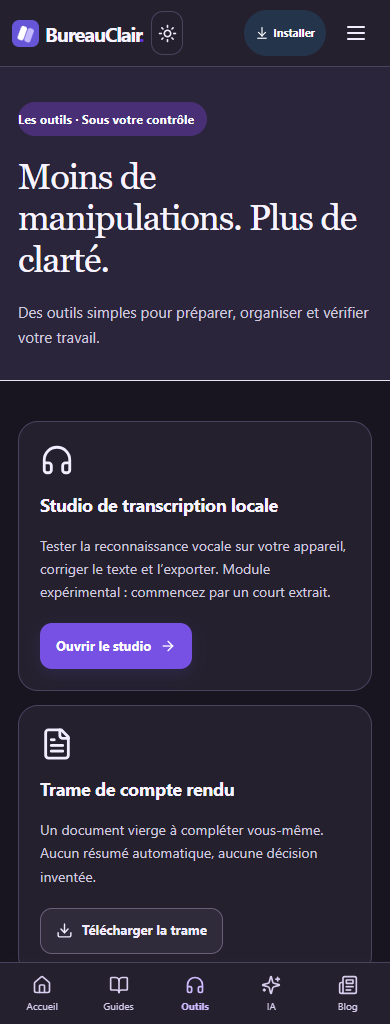 BureauClair.
Installer
Les outils · Sous votre contrôle
Moins de
manipulations. Plus de
clarté.
Des outils simples pour préparer, organiser et vérifier
votre travail.
Studio de transcription locale
Tester la reconnaissance vocale sur votre appareil,
corriger le texte et l’exporter. Module
expérimental : commencez par un court extrait.
Ouvrir le studio
Trame de compte rendu
Un document vierge à compléter vous-même.
Aucun résumé automatique, aucune décision
inventée.
Télécharger la trame
Accueil
Guides
Outils
IA
Blog